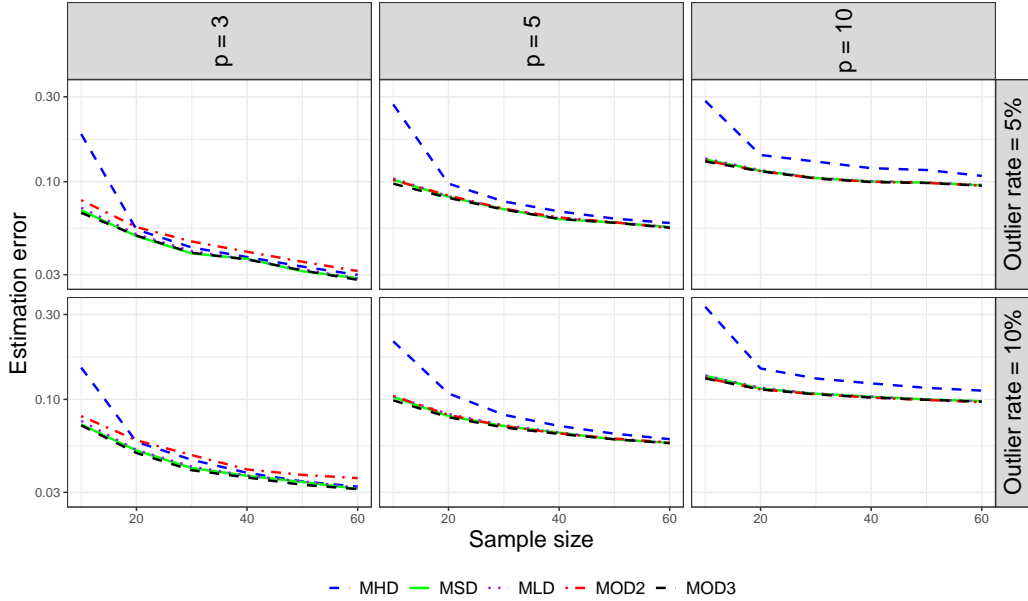 p = 3
p = 5
p = 10
0.30
0.10
0.03
Outlier rate = 5%
Estimation error
0.30
0.10
0.03
Outlier rate = 10%
20 40 60 20 40 60 20 40 60
Sample size
MHD MSD MLD MOD2 MOD3